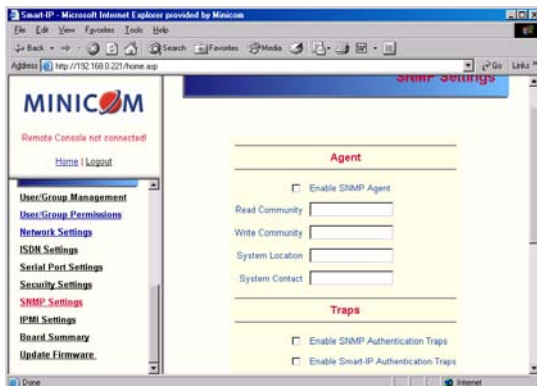 Smart-IP - Microsoft Internet Explorer provided by Minicom
File Edit View Favorites Tools Help
Back Search Favorites Media
Address http://192.168.0.221/home.asp Go Links »
MINICOM
Remote Console not connected!
Home | Logout
User/Group Management
User/Group Permissions
Network Settings
ISDN Settings
Serial Port Settings
Security Settings
SNMP Settings
IPMI Settings
Board Summary
Update Firmware
SNMP Settings
Agent
Enable SNMP Agent
Read Community
Write Community
System Location
System Contact
Traps
Enable SNMP Authentication Traps
Enable Smart-IP Authentication Traps
Done Internet